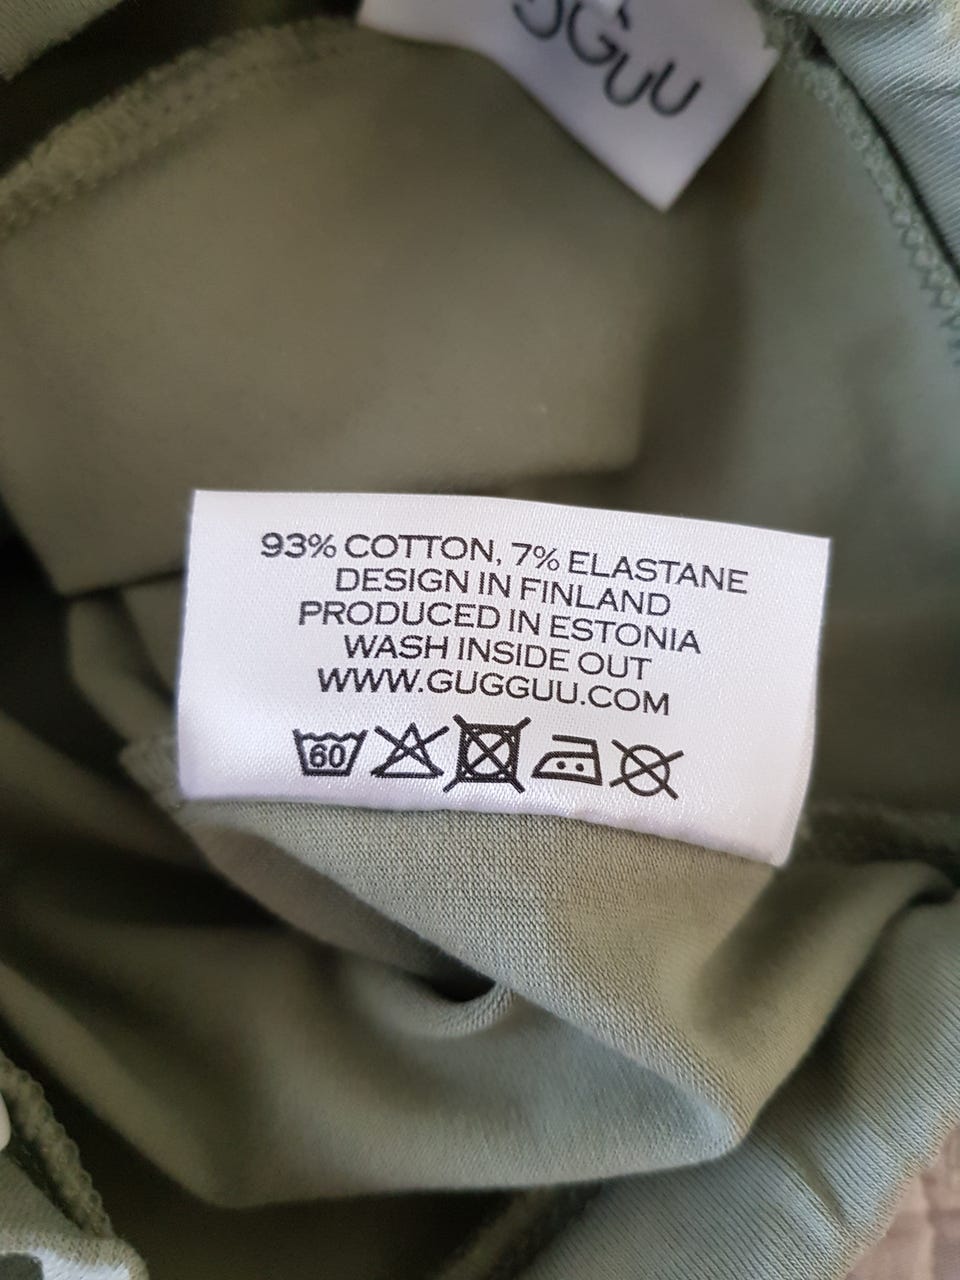 GUU
93% COTTON, 7% ELASTANE
DESIGN IN FINLAND
PRODUCED IN ESTONIA
WASH INSIDE OUT
WWW.GUGGUU.COM
60